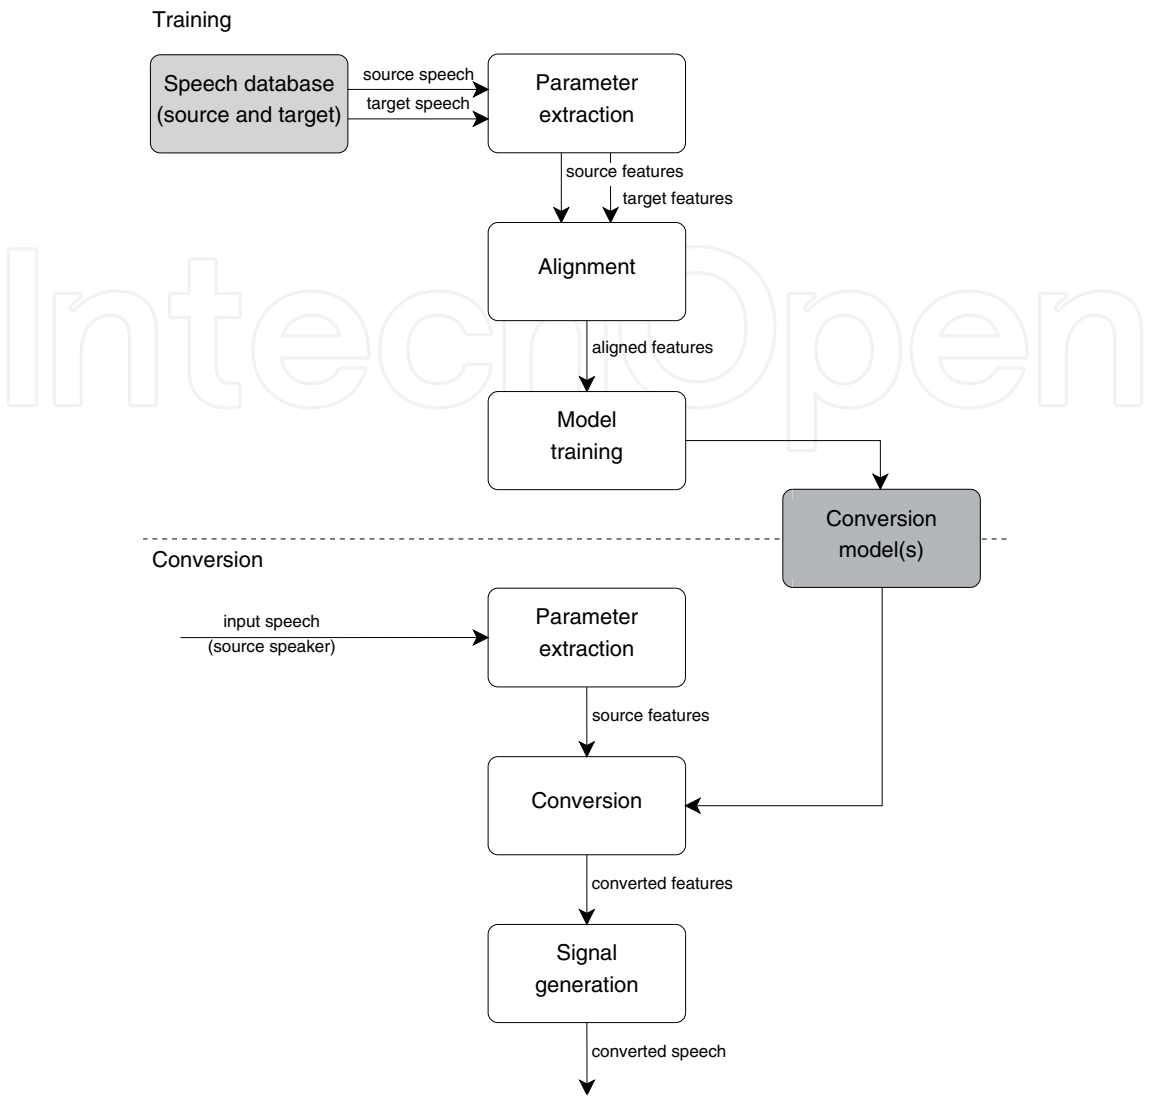 Training
Speech database
(source and target)
source speech
target speech
Parameter
extraction
source features
target features
Alignment
aligned features
Model
training
Conversion
model(s)
Conversion
input speech
(source speaker)
Parameter
extraction
source features
Conversion
converted features
Signal
generation
converted speech
IntechOpen